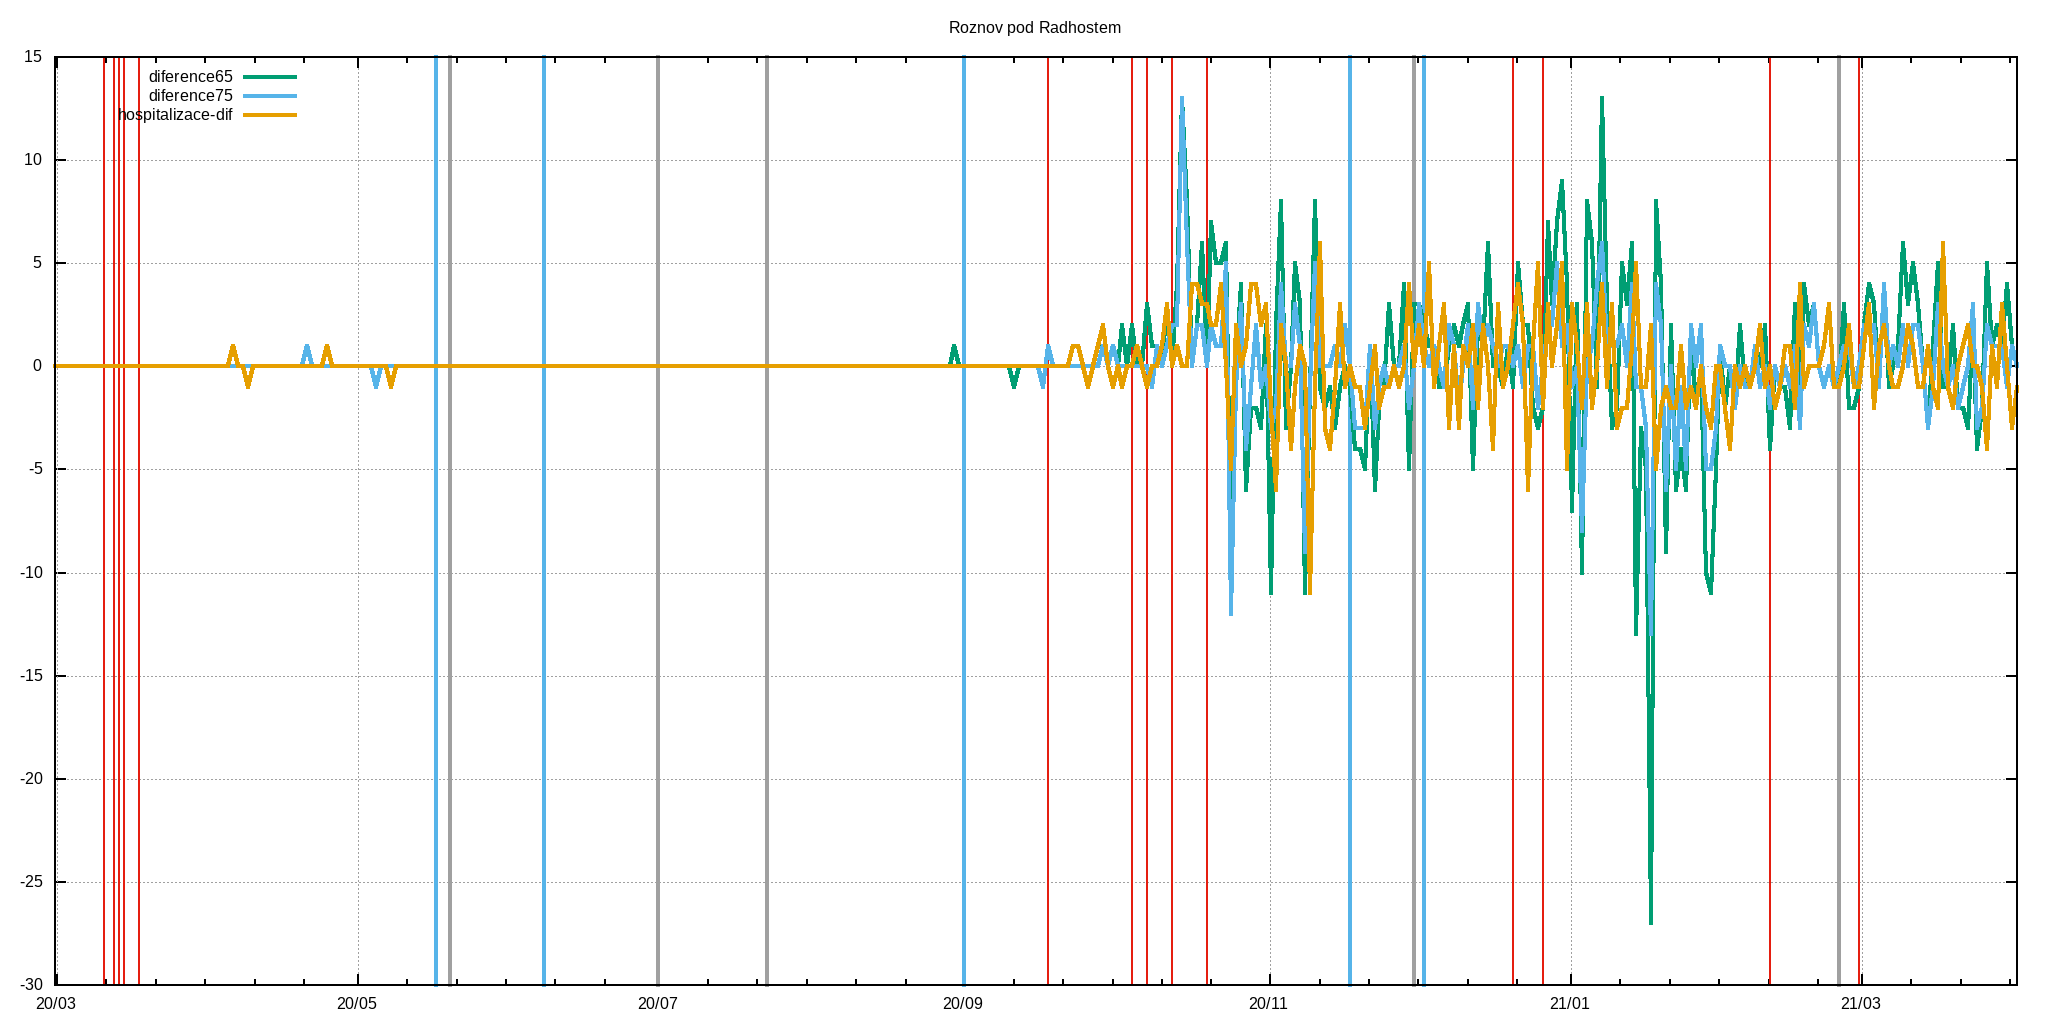 Roznov pod Radhostem
15
diference65
diference75
hospitalizace-dif
10
5
0
-5
-10
-15
-20
-25
-30
20/03 20/05 20/07 20/09 20/11 21/01 21/03